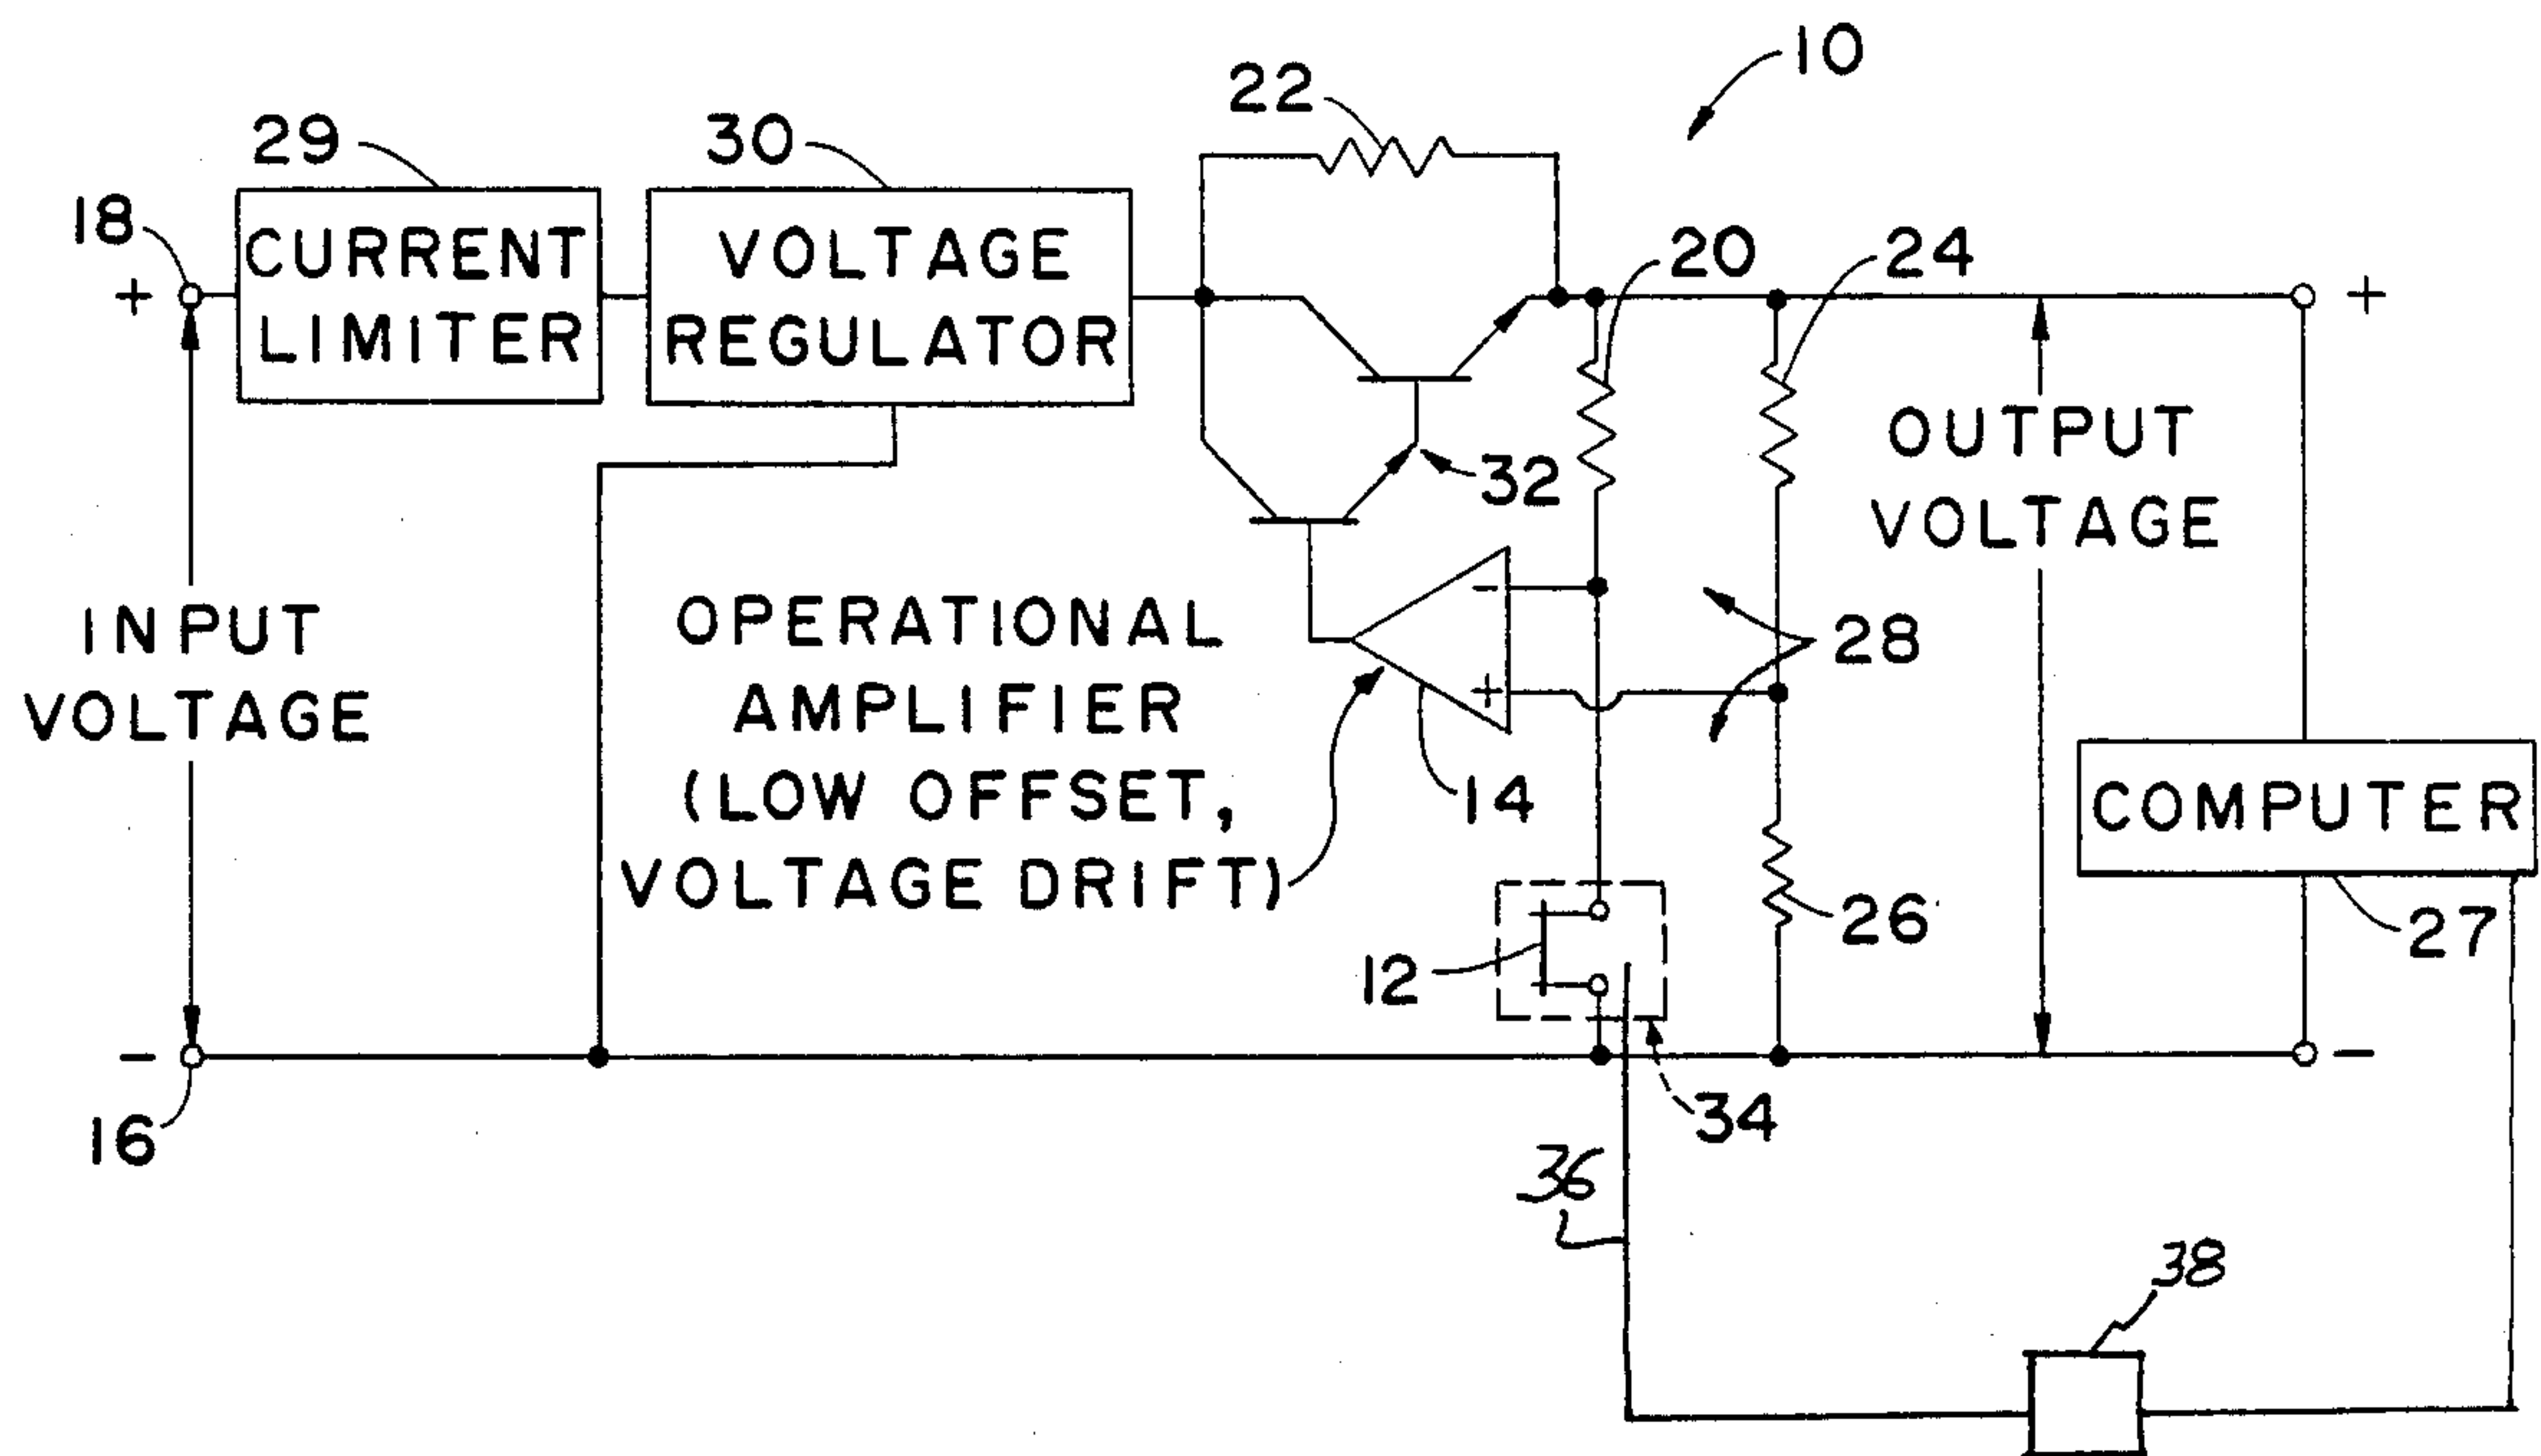 10
22
29
30
18
CURRENT
LIMITER
VOLTAGE
REGULATOR
20
24
+
+
OUTPUT
VOLTAGE
32
INPUT
VOLTAGE
OPERATIONAL
AMPLIFIER
(LOW OFFSET,
VOLTAGE DRIFT)
-
+
28
14
COMPUTER
12
26
27
-
-
16
34
36
38